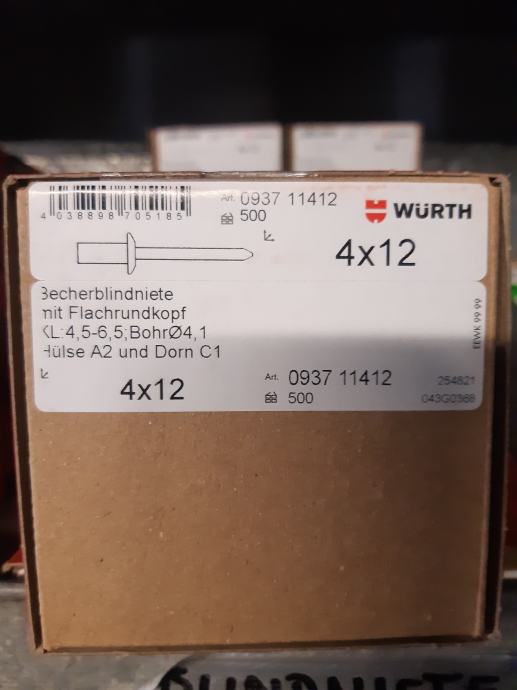 4 038898 705185
Art. 0937 11412
500
WÜRTH
4x12
Becherblindniete
mit Flachrundkopf
KL:4,5-6,5;BohrØ4,1
Hülse A2 und Dorn C1
4x12
Art. 0937 11412
500
EEWK 99 99
254821
043G0368
BLINDNIETE